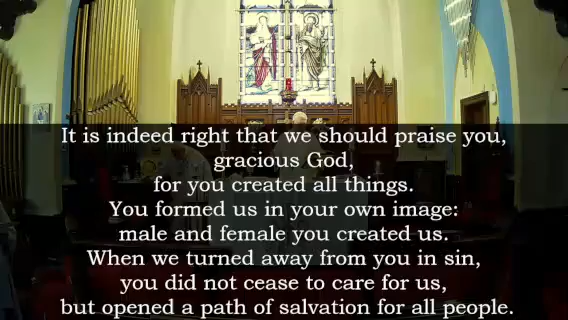 It is indeed right that we should praise you,
gracious God,
for you created all things.
You formed us in your own image:
male and female you created us.
When we turned away from you in sin,
you did not cease to care for us,
but opened a path of salvation for all people.